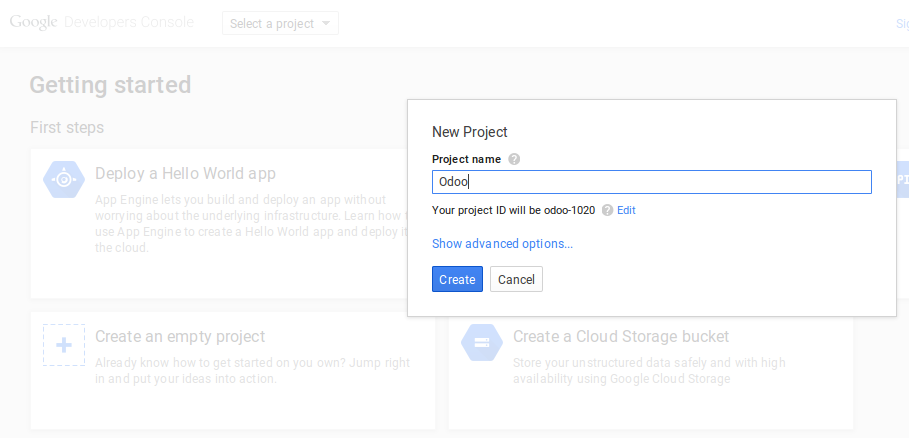 Google Developers Console
Select a project
Getting started
First steps
Deploy a Hello World app
App Engine lets you build and deploy an app without
worrying about the underlying infrastructure. Learn how
use App Engine to create a Hello World app and deploy it
the cloud.
New Project
Project name ?
Odoo
Your project ID will be odoo-1020 ? Edit
Show advanced options...
Create Cancel
Create an empty project
Already know how to get started on you own? Jump right
in and put your ideas into action.
Create a Cloud Storage bucket
Store your unstructured data safely and with high
availability using Google Cloud Storage